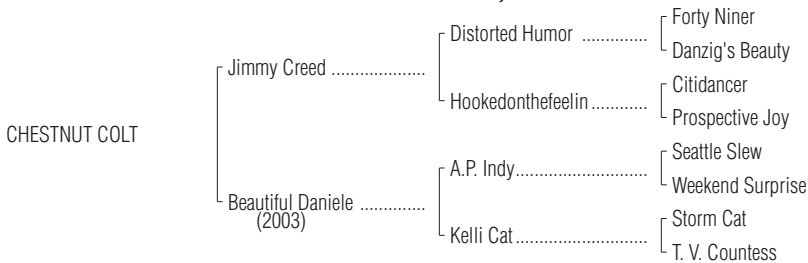 Forty Niner
Distorted Humor ..............
Danzig's Beauty
Jimmy Creed ....................
Citidancer
Hookedonthefeelin............
Prospective Joy
CHESTNUT COLT
Seattle Slew
A.P. Indy............................
Weekend Surprise
Beautiful Daniele ..............
(2003)
Storm Cat
Kelli Cat............................
T. V. Countess